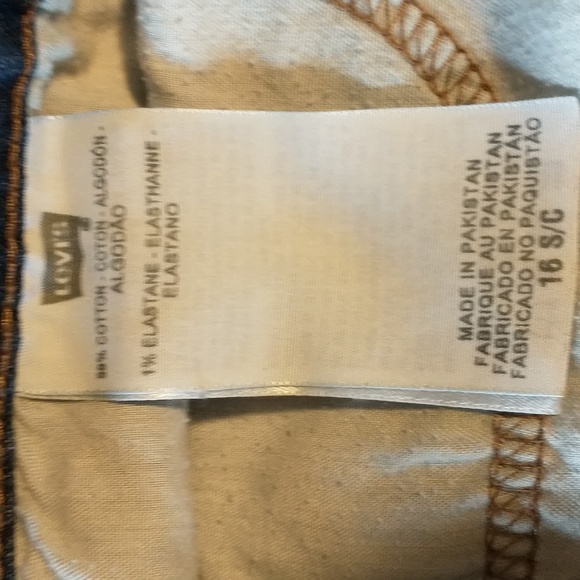 LEVI'S
99% COTTON - COTON - ALGODÓN -
ALGODÃO
1% ELASTANE - ELASTHANNE -
ELASTANO
MADE IN PAKISTAN
FABRIQUE AU PAKISTAN
FABRICADO EN PAKISTÁN
FABRICADO NO PAQUISTÃO
16 S/C